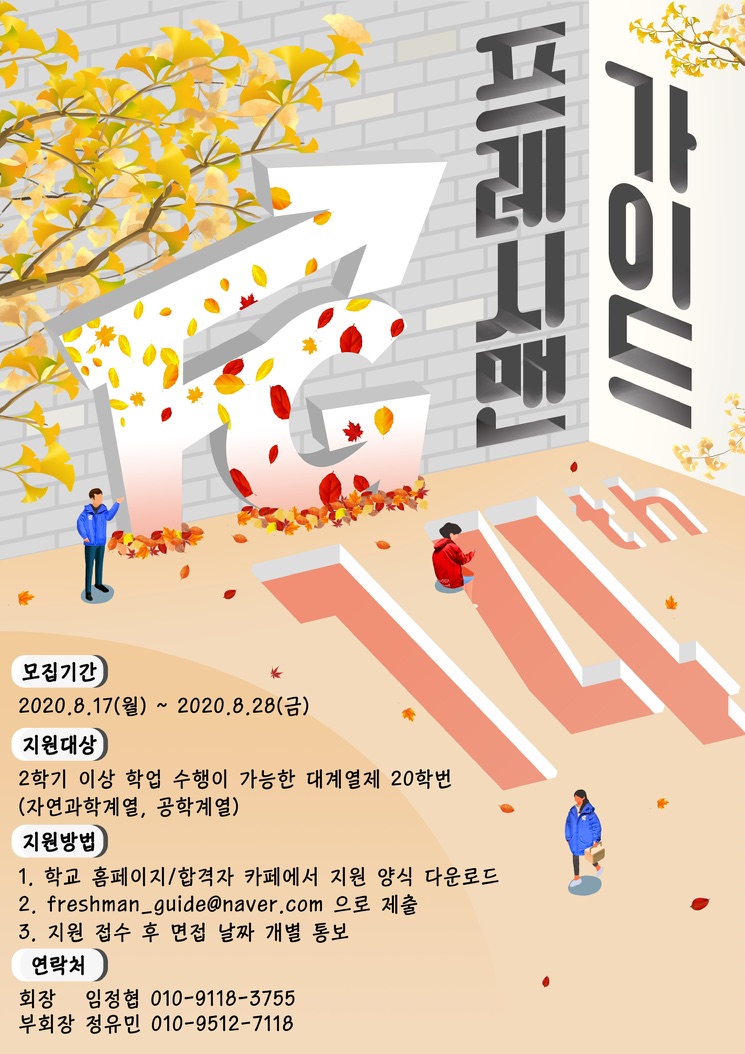 프레시맨
가이드
FG
14th
모집기간
2020.8.17(월) ~ 2020.8.28(금)
지원대상
2학기 이상 학업 수행이 가능한 대계열제 20학번
(자연과학계열, 공학계열)
지원방법
1. 학교 홈페이지/합격자 카페에서 지원 양식 다운로드
2. freshman_guide@naver.com 으로 제출
3. 지원 접수 후 면접 날짜 개별 통보
연락처
회장 임정협 010-9118-3755
부회장 정유민 010-9512-7118